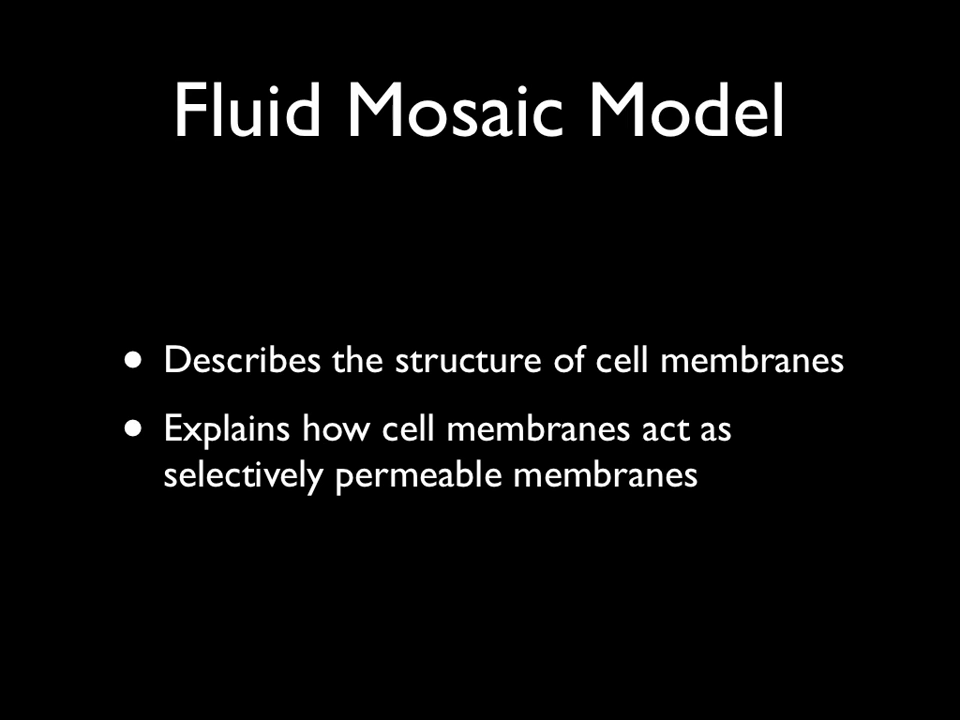 Fluid Mosaic Model
• Describes the structure of cell membranes
• Explains how cell membranes act as
selectively permeable membranes